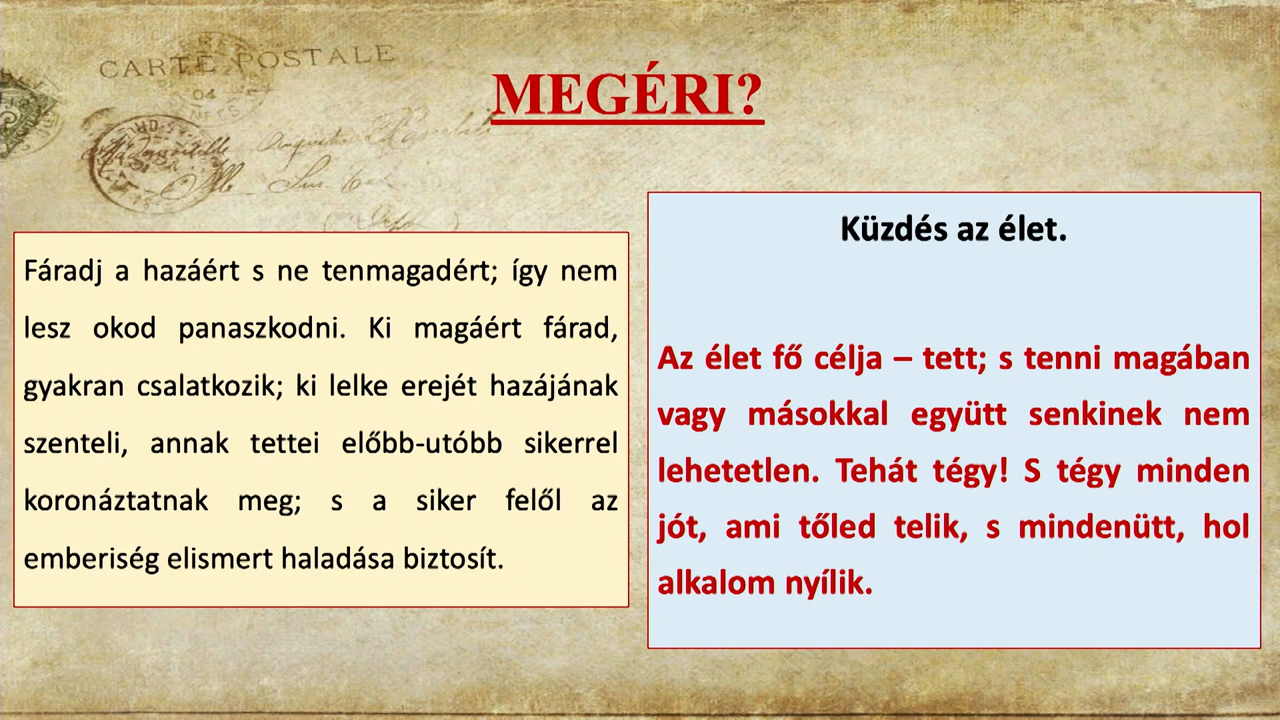 CARTE POSTALE
04
MEGÉRI?
Fáradj a hazáért s ne tenmagadért; így nem
lesz okod panaszkodni. Ki magáért fárad,
gyakran csalatkozik; ki lelke erejét hazájának
szenteli, annak tettei előbb-utóbb sikerrel
koronáztatnak meg; s a siker felől az
emberiség elismert haladása biztosít.
Küzdés az élet.
Az élet fő célja – tett; s tenni magában
vagy másokkal együtt senkinek nem
lehetetlen. Tehát tégy! S tégy minden
jót, ami tőled telik, s mindenütt, hol
alkalom nyílik.